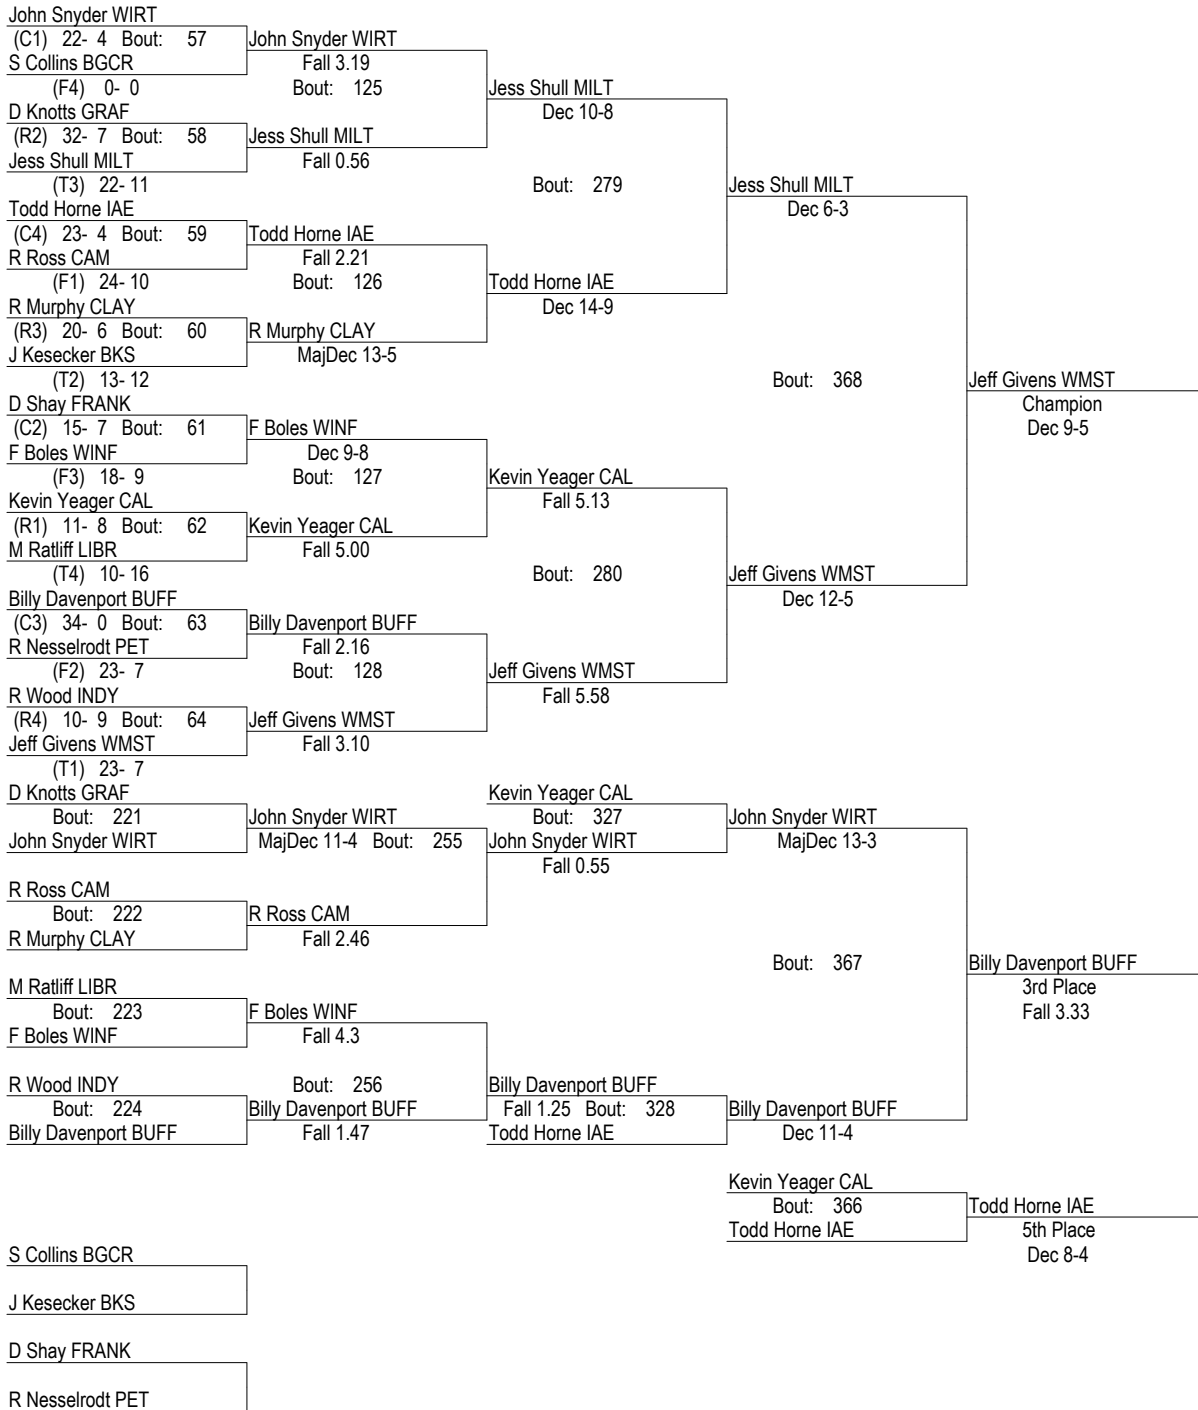 John Snyder WIRT
(C1) 22- 4 Bout: 57 John Snyder WIRT
S Collins BGCR Fall 3.19
(F4) 0- 0 Bout: 125 Jess Shull MILT
D Knotts GRAF Dec 10-8
(R2) 32- 7 Bout: 58 Jess Shull MILT
Jess Shull MILT Fall 0.56
(T3) 22- 11 Bout: 279 Jess Shull MILT
Todd Horne IAE Dec 6-3
(C4) 23- 4 Bout: 59 Todd Horne IAE
R Ross CAM Fall 2.21
(F1) 24- 10 Bout: 126 Todd Horne IAE
R Murphy CLAY Dec 14-9
(R3) 20- 6 Bout: 60 R Murphy CLAY
J Kesecker BKS MajDec 13-5
(T2) 13- 12 Bout: 368 Jeff Givens WMST
D Shay FRANK Champion
(C2) 15- 7 Bout: 61 F Boles WINF Dec 9-5
F Boles WINF Dec 9-8
(F3) 18- 9 Bout: 127 Kevin Yeager CAL
Kevin Yeager CAL Fall 5.13
(R1) 11- 8 Bout: 62 Kevin Yeager CAL
M Ratliff LIBR Fall 5.00
(T4) 10- 16 Bout: 280 Jeff Givens WMST
Billy Davenport BUFF Dec 12-5
(C3) 34- 0 Bout: 63 Billy Davenport BUFF
R Nesselrodt PET Fall 2.16
(F2) 23- 7 Bout: 128 Jeff Givens WMST
R Wood INDY Fall 5.58
(R4) 10- 9 Bout: 64 Jeff Givens WMST
Jeff Givens WMST Fall 3.10
(T1) 23- 7
D Knotts GRAF Kevin Yeager CAL
Bout: 221 John Snyder WIRT Bout: 327 John Snyder WIRT
John Snyder WIRT MajDec 11-4 Bout: 255 John Snyder WIRT MajDec 13-3
Fall 0.55
R Ross CAM
Bout: 222 R Ross CAM
R Murphy CLAY Fall 2.46
Bout: 367 Billy Davenport BUFF
M Ratliff LIBR 3rd Place
Bout: 223 F Boles WINF Fall 3.33
F Boles WINF Fall 4.3
R Wood INDY Bout: 256 Billy Davenport BUFF
Bout: 224 Billy Davenport BUFF Fall 1.25 Bout: 328 Billy Davenport BUFF
Billy Davenport BUFF Fall 1.47 Todd Horne IAE Dec 11-4
Kevin Yeager CAL
Bout: 366 Todd Horne IAE
Todd Horne IAE 5th Place
S Collins BGCR Dec 8-4
J Kesecker BKS
D Shay FRANK
R Nesselrodt PET